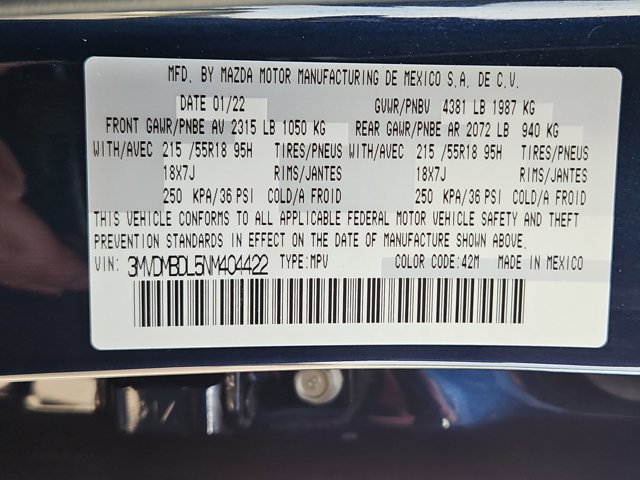 MFD. BY MAZDA MOTOR MANUFACTURING DE MEXICO S.A. DE C.V.
DATE 01/22 GVWR/PNBV 4381 LB 1987 KG
FRONT GAWR/PNBE AV 2315 LB 1050 KG REAR GAWR/PNBE AR 2072 LB 940 KG
WITH/AVEC 215 /55R18 95H TIRES/PNEUS WITH/AVEC 215 /55R18 95H TIRES/PNEUS
18X7J RIMS/JANTES 18X7J RIMS/JANTES
250 KPA/36 PSI COLD/A FROID 250 KPA/36 PSI COLD/A FROID
THIS VEHICLE CONFORMS TO ALL APPLICABLE FEDERAL MOTOR VEHICLE SAFETY AND THEFT
PREVENTION STANDARDS IN EFFECT ON THE DATE OF MANUFACTURE SHOWN ABOVE.
VIN: 3MVDMBDL5NM404422 TYPE:MPV COLOR CODE:42M MADE IN MEXICO